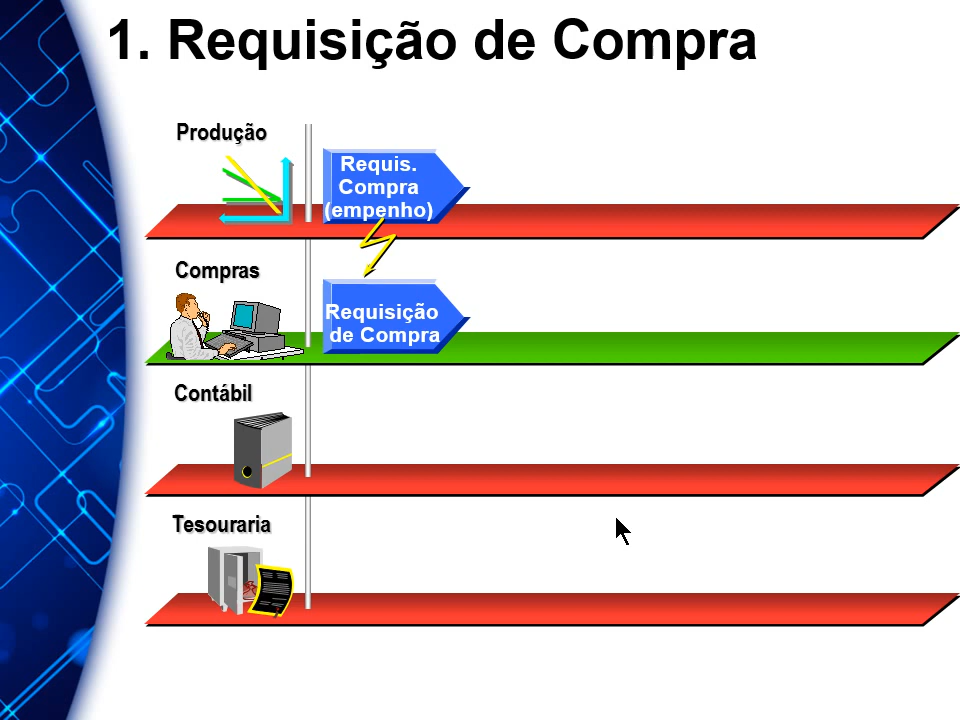 1. Requisição de Compra
Produção
Requis.
Compra
(empenho)
Compras
Requisição
de Compra
Contábil
Tesouraria